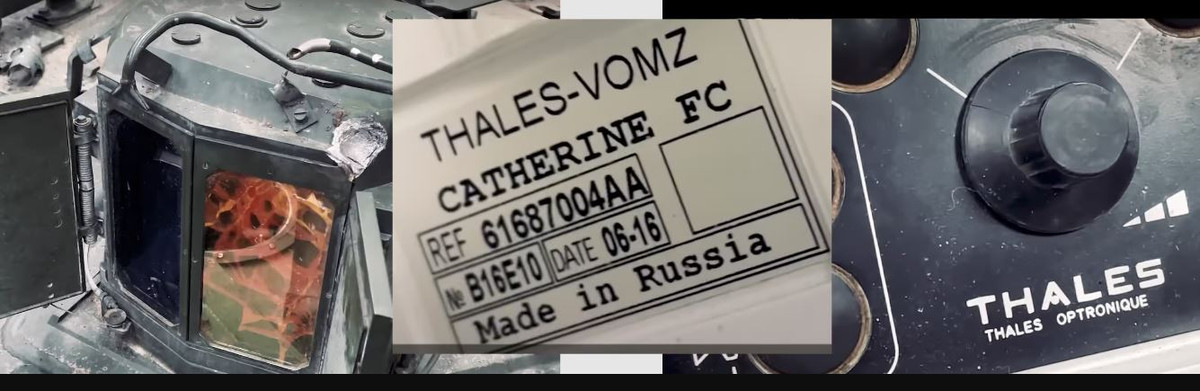 THALES-VOMZ
CATHERINE FC
REF 61687004AA
№ B16E10 DATE 06-16
Made in Russia
THALES
THALES OPTRONIQUE